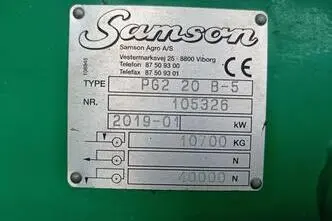 Samson
Samson Agro A/S
Vestermarksvej 25 - 8800 Viborg
Telefon 87 50 93 00
Telefax 87 50 93 01
CE
TYPE PG2 20 B-5
NR. 105326
2019-01 kW
10700 KG
N
40000 N